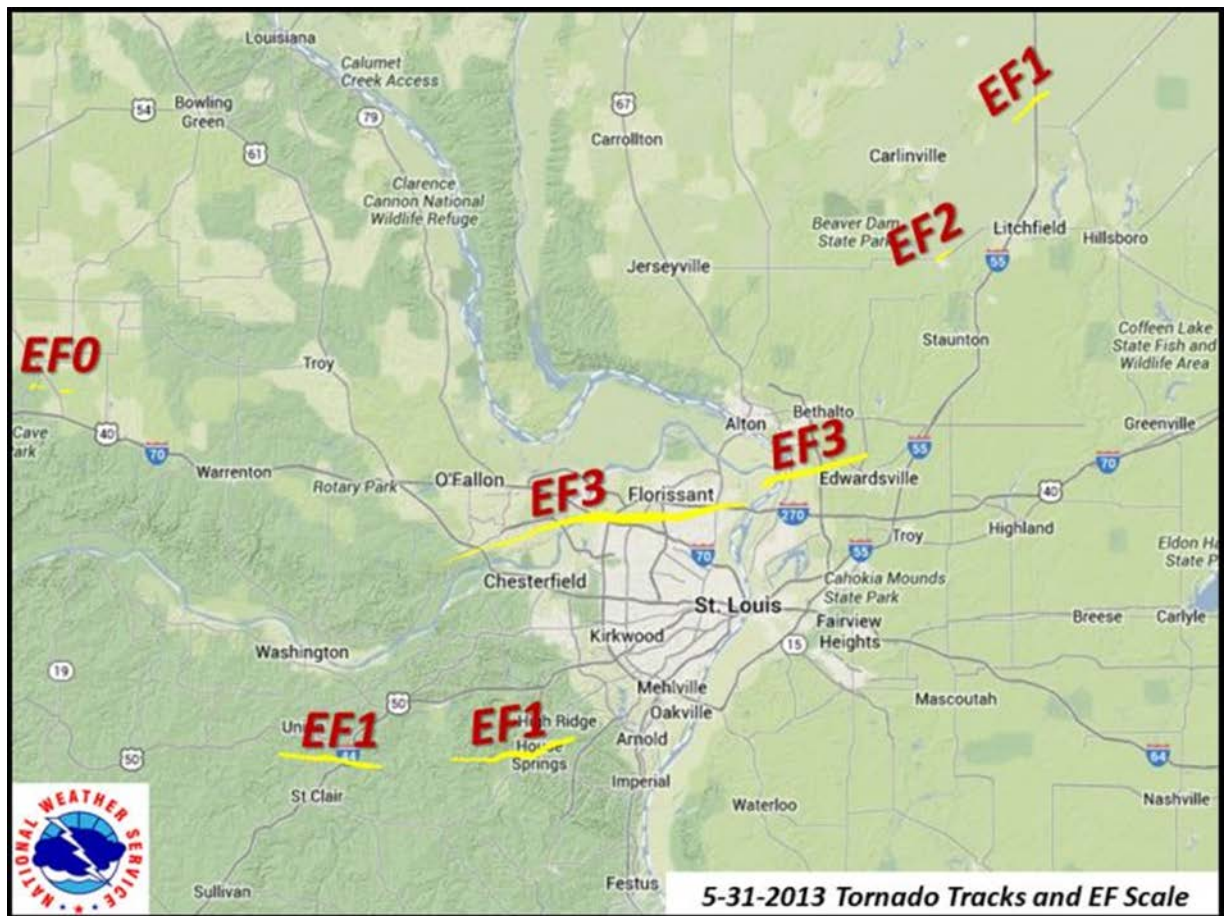 Louisiana
Calumet
Creek Access
54
Bowling
Green
79
67
Carrollton
EF1
61
Carlinville
Clarence
Cannon National
Wildlife Refuge
Beaver Dam
State Park
EF2
Litchfield
Hillsboro
55
Jerseyville
Coffeen Lake
State Fish and
Wildlife Area
Staunton
EF0
Troy
Alton
Bethalto
Greenville
Cave
ark
40
70
EF3
55
70
Warrenton
Rotary Park
O'Fallon
EF3
Florissant
Edwardsville
40
270
Highland
Troy
70
55
Eldon Ha
State P
Chesterfield
Cahokia Mounds
State Park
St. Louis
Fairview
Heights
Breese
Carlyle
Kirkwood
15
Washington
19
Mehlville
Oakville
Mascoutah
50
Uni
EF1
EF1
High Ridge
House
Springs
Arnold
44
50
64
St Clair
Imperial
Waterloo
Nashville
NATIONAL WEATHER SERVICE
Sullivan
Festus
5-31-2013 Tornado Tracks and EF Scale